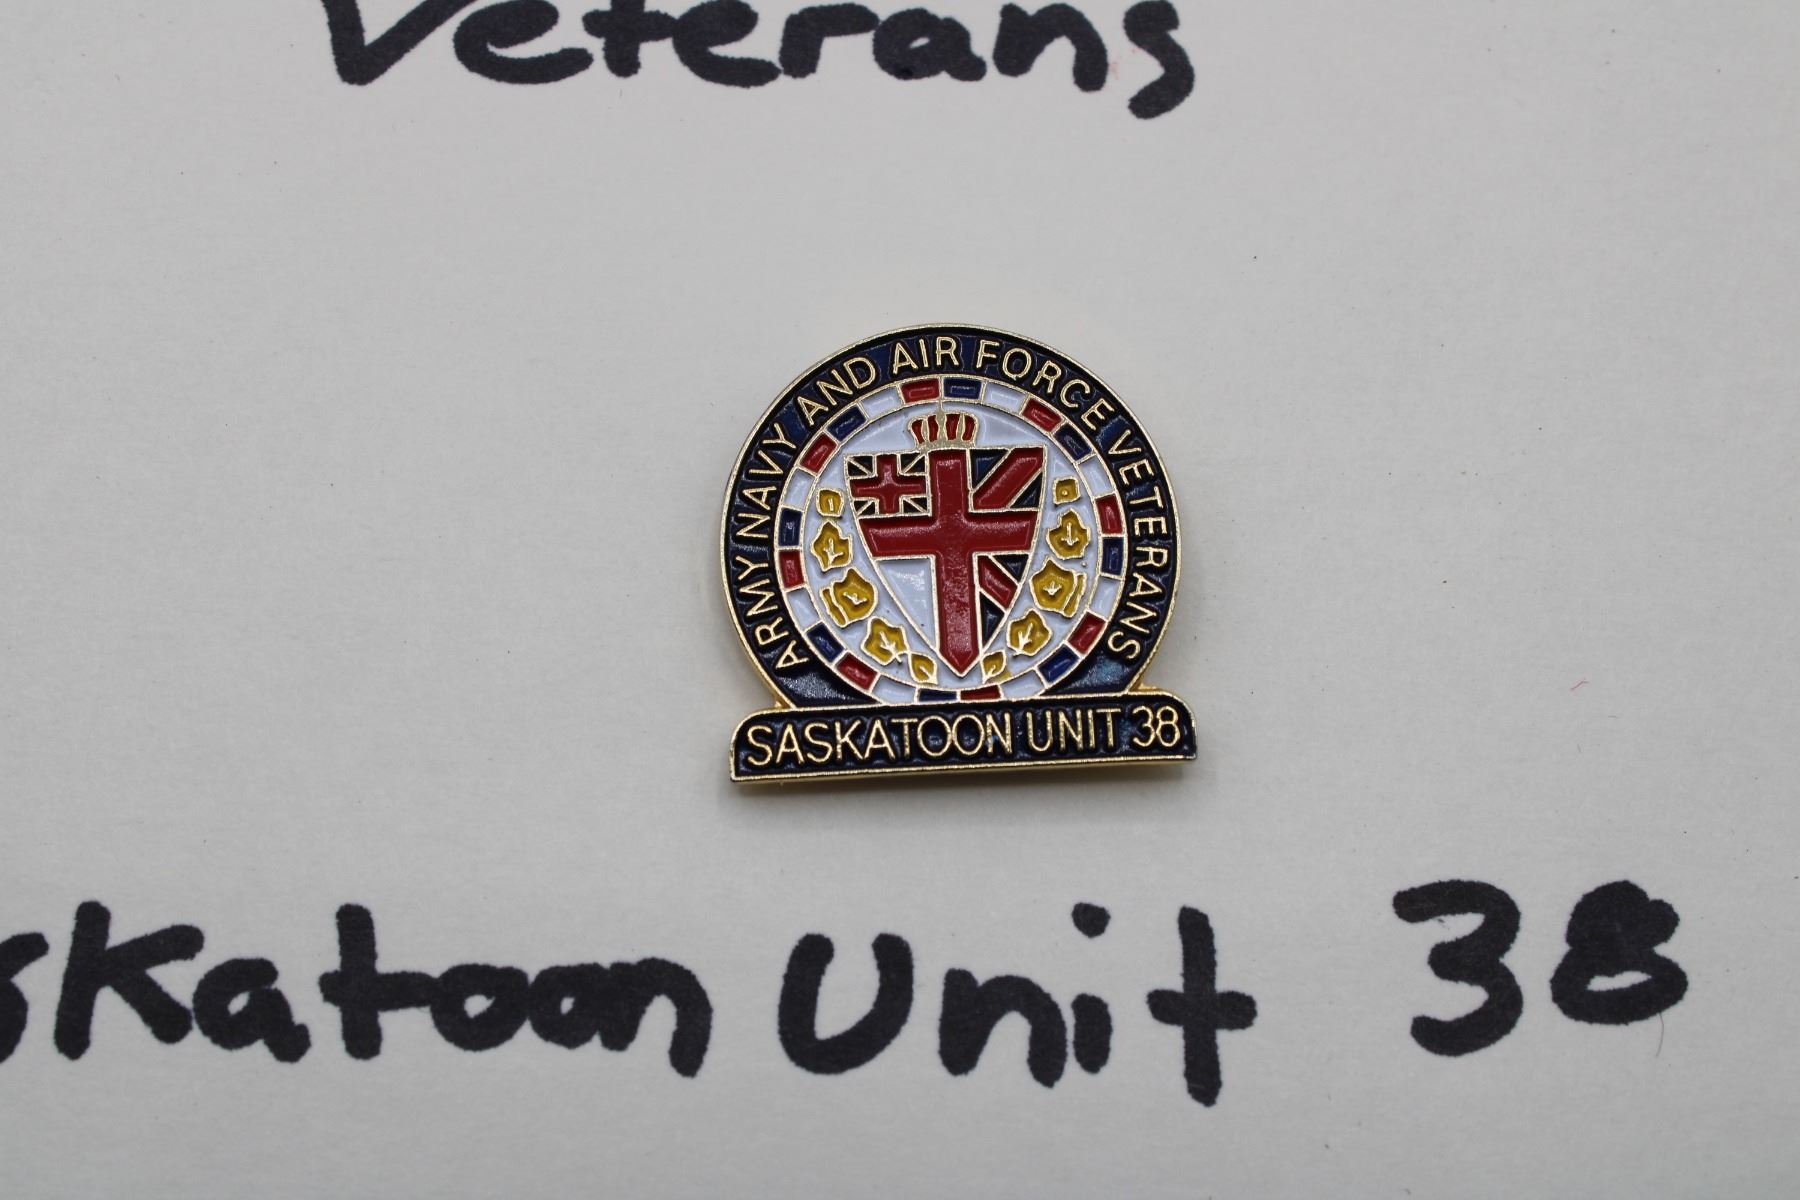 Veterans
ARMY NAVY AND AIR FORCE VETERANS
SASKATOON UNIT 38
skatoon Unit 38